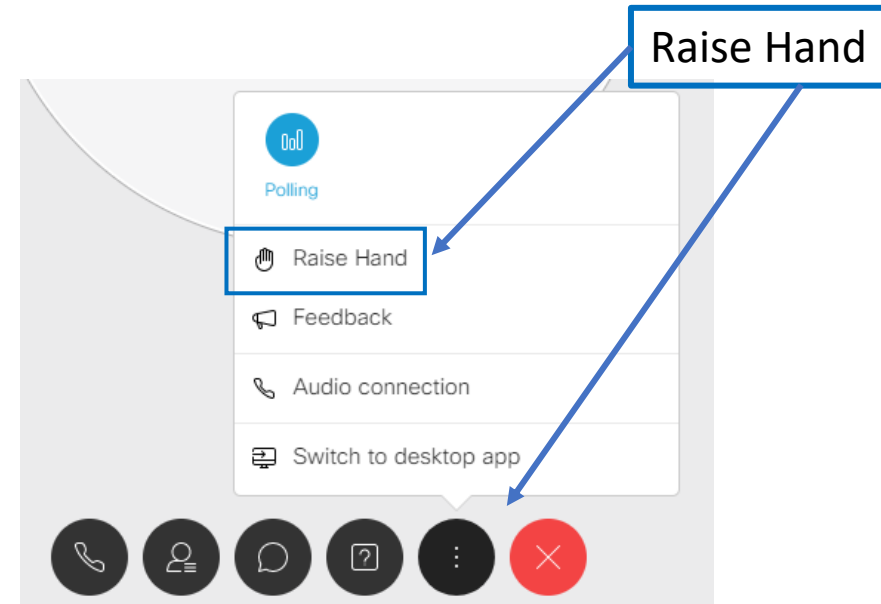 Raise Hand
Polling
Raise Hand
Feedback
Audio connection
Switch to desktop app
?